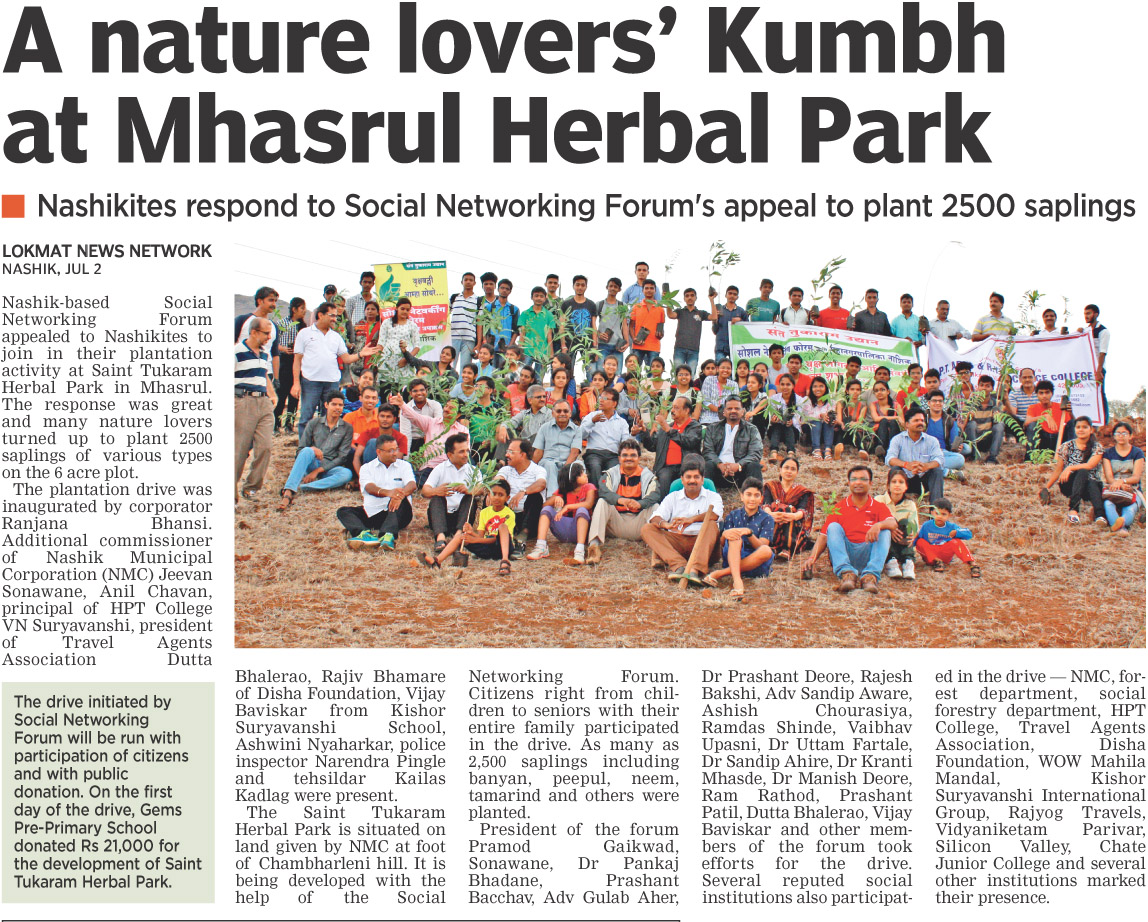 A nature lovers’ Kumbh
at Mhasrul Herbal Park
Nashikites respond to Social Networking Forum's appeal to plant 2500 saplings
LOKMAT NEWS NETWORK
NASHIK, JUL 2
Nashik-based Social
Networking Forum
appealed to Nashikites to
join in their plantation
activity at Saint Tukaram
Herbal Park in Mhasrul.
The response was great
and many nature lovers
turned up to plant 2500
saplings of various types
on the 6 acre plot.
The plantation drive was
inaugurated by corporator
Ranjana Bhansi.
Additional commissioner
of Nashik Municipal
Corporation (NMC) Jeevan
Sonawane, Anil Chavan,
principal of HPT College
VN Suryavanshi, president
of Travel Agents
Association Dutta
Bhalerao, Rajiv Bhamare
of Disha Foundation, Vijay
Baviskar from Kishor
Suryavanshi School,
Ashwini Nyaharkar, police
inspector Narendra Pingle
and tehsildar Kailas
Kadlag were present.
The Saint Tukaram
Herbal Park is situated on
land given by NMC at foot
of Chambharleni hill. It is
being developed with the
help of the Social
Networking Forum.
Citizens right from chil-
dren to seniors with their
entire family participated
in the drive. As many as
2,500 saplings including
banyan, peepul, neem,
tamarind and others were
planted.
President of the forum
Pramod Gaikwad,
Sonawane, Dr Pankaj
Bhadane, Prashant
Bacchav, Adv Gulab Aher,
Dr Prashant Deore, Rajesh
Bakshi, Adv Sandip Aware,
Ashish Chourasiya,
Ramdas Shinde, Vaibhav
Upasni, Dr Uttam Fartale,
Dr Sandip Ahire, Dr Kranti
Mhasde, Dr Manish Deore,
Ram Rathod, Prashant
Patil, Dutta Bhalerao, Vijay
Baviskar and other mem-
bers of the forum took
efforts for the drive.
Several reputed social
institutions also participat-
ed in the drive — NMC, for-
est department, social
forestry department, HPT
College, Travel Agents
Association, Disha
Foundation, WOW Mahila
Mandal, Kishor
Suryavanshi International
Group, Rajyog Travels,
Vidyaniketam Parivar,
Silicon Valley, Chate
Junior College and several
other institutions marked
their presence.
The drive initiated by
Social Networking
Forum will be run with
participation of citizens
and with public
donation. On the first
day of the drive, Gems
Pre-Primary School
donated Rs 21,000 for
the development of Saint
Tukaram Herbal Park.
संत तुकाराम उद्यान
वृक्षवल्ली
आम्हा सोयरे..
संत तुकाराम उद्यान
सोशल
COLLEGE